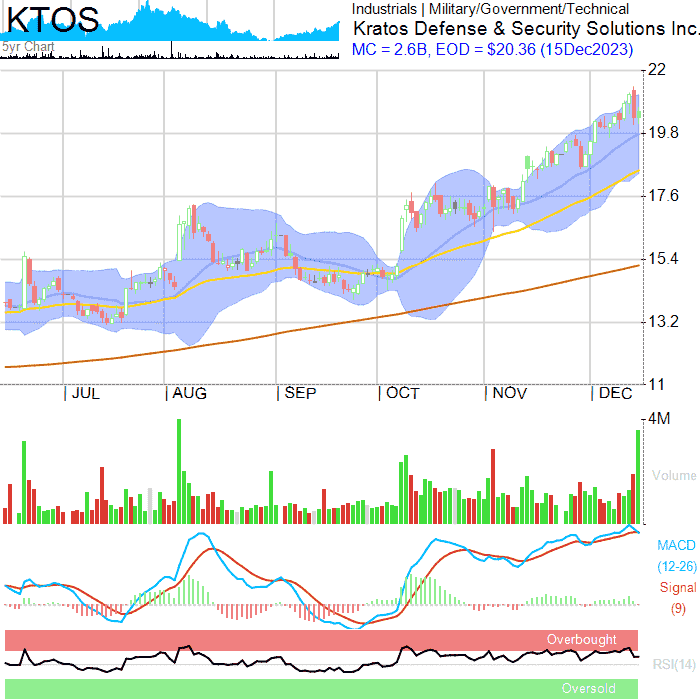 KTOS
Industrials | Military/Government/Technical
Kratos Defense & Security Solutions Inc.
5yr Chart
MC = 2.6B, EOD = $20.36 (15Dec2023)
22
19.8
17.6
15.4
13.2
11
| JUL | AUG | SEP | OCT | NOV | DEC
4M
Volume
MACD
(12-26)
Signal
(9)
Overbought
RSI(14)
Oversold